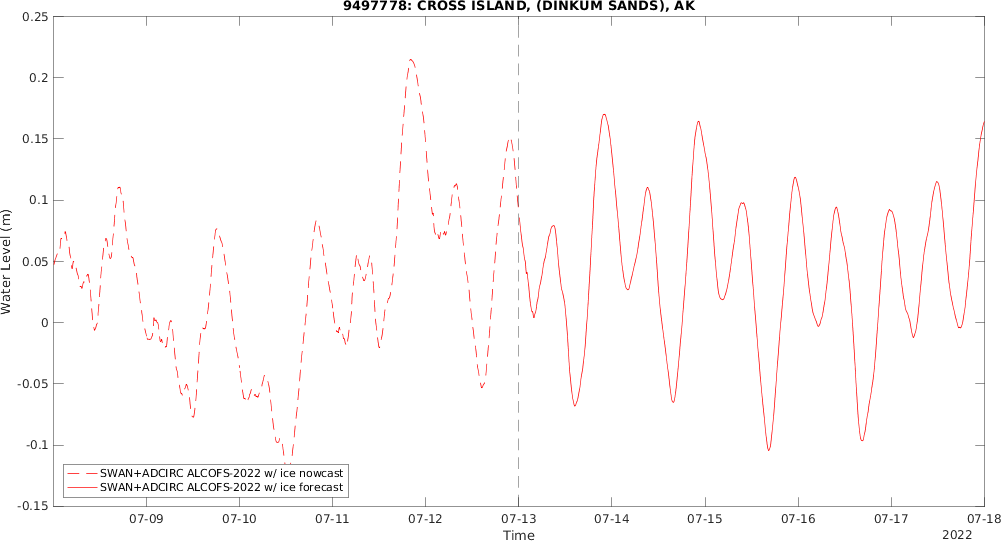 9497778: CROSS ISLAND, (DINKUM SANDS), AK
0.25
0.2
0.15
0.1
0.05
0
-0.05
-0.1
-0.15
Water Level (m)
SWAN+ADCIRC ALCOFS-2022 w/ ice nowcast
SWAN+ADCIRC ALCOFS-2022 w/ ice forecast
07-09 07-10 07-11 07-12 07-13 07-14 07-15 07-16 07-17 07-18
Time
2022